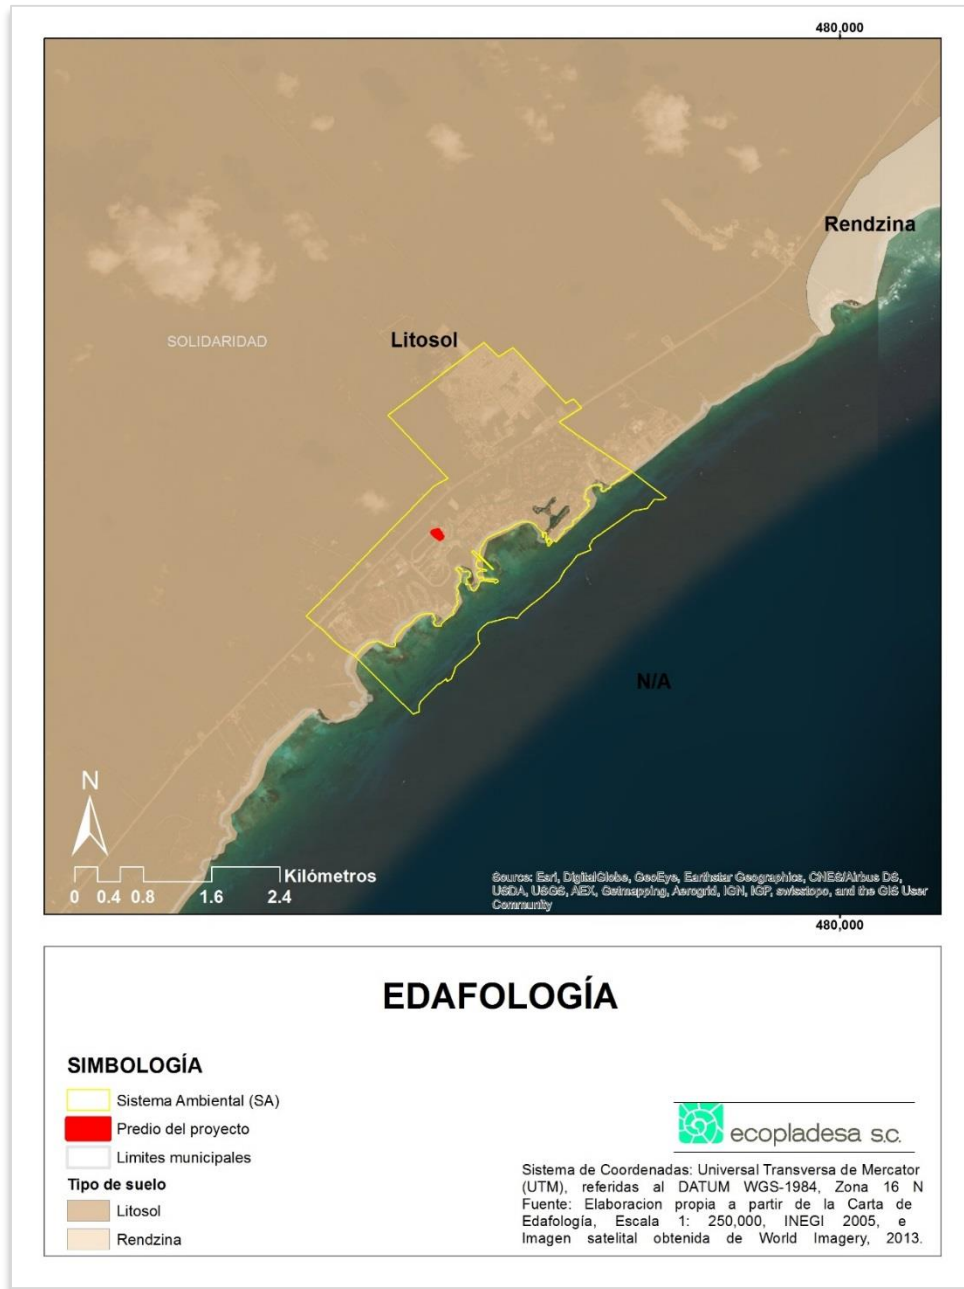 480,000
Rendzina
SOLIDARIDAD
Litosol
N/A
N
Kilómetros
0 0.4 0.8 1.6 2.4
Source: Esri, DigitalGlobe, GeoEye, Earthstar Geographics, CNES/Airbus DS,
USDA, USGS, AEX, Getmapping, Aerogrid, IGN, IGP, swisstopo, and the GIS User
Community
480,000
EDAFOLOGÍA
SIMBOLOGÍA
Sistema Ambiental (SA)
Predio del proyecto
Limites municipales
Tipo de suelo
Litosol
Rendzina
ecopladesa s.c.
Sistema de Coordenadas: Universal Transversa de Mercator
(UTM), referidas al DATUM WGS-1984, Zona 16 N
Fuente: Elaboracion propia a partir de la Carta de
Edafología, Escala 1: 250,000, INEGI 2005, e
Imagen satelital obtenida de World Imagery, 2013.